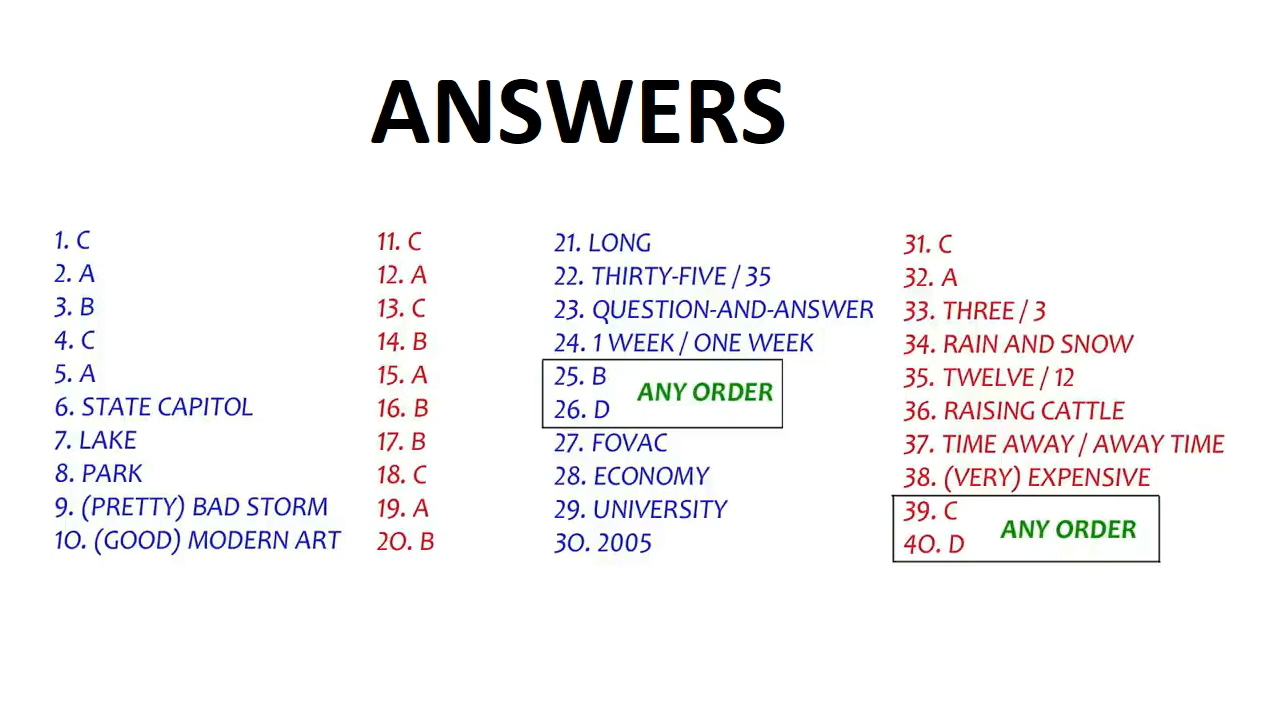 ANSWERS
1. C
2. A
3. B
4. C
5. A
6. STATE CAPITOL
7. LAKE
8. PARK
9. (PRETTY) BAD STORM
10. (GOOD) MODERN ART
11. C
12. A
13. C
14. B
15. A
16. B
17. B
18. C
19. A
20. B
21. LONG
22. THIRTY-FIVE / 35
23. QUESTION-AND-ANSWER
24. 1 WEEK / ONE WEEK
25. B
ANY ORDER
26. D
27. FOVAC
28. ECONOMY
29. UNIVERSITY
30. 2005
31. C
32. A
33. THREE / 3
34. RAIN AND SNOW
35. TWELVE / 12
36. RAISING CATTLE
37. TIME AWAY / AWAY TIME
38. (VERY) EXPENSIVE
39. C
ANY ORDER
40. D